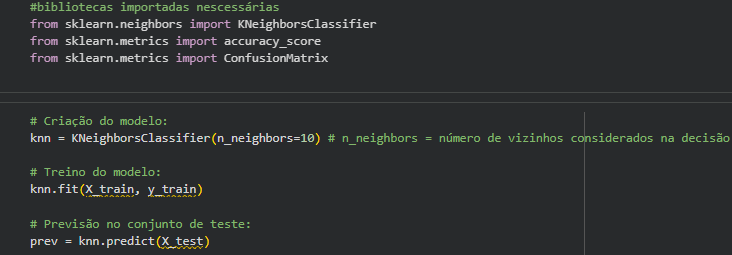 #bibliotecas importadas nescessárias
from sklearn.neighbors import KNeighborsClassifier
from sklearn.metrics import accuracy_score
from sklearn.metrics import ConfusionMatrix
# Criação do modelo:
knn = KNeighborsClassifier(n_neighbors=10) # n_neighbors = número de vizinhos considerados na decisão
# Treino do modelo:
knn.fit(X_train, y_train)
# Previsão no conjunto de teste:
prev = knn.predict(X_test)